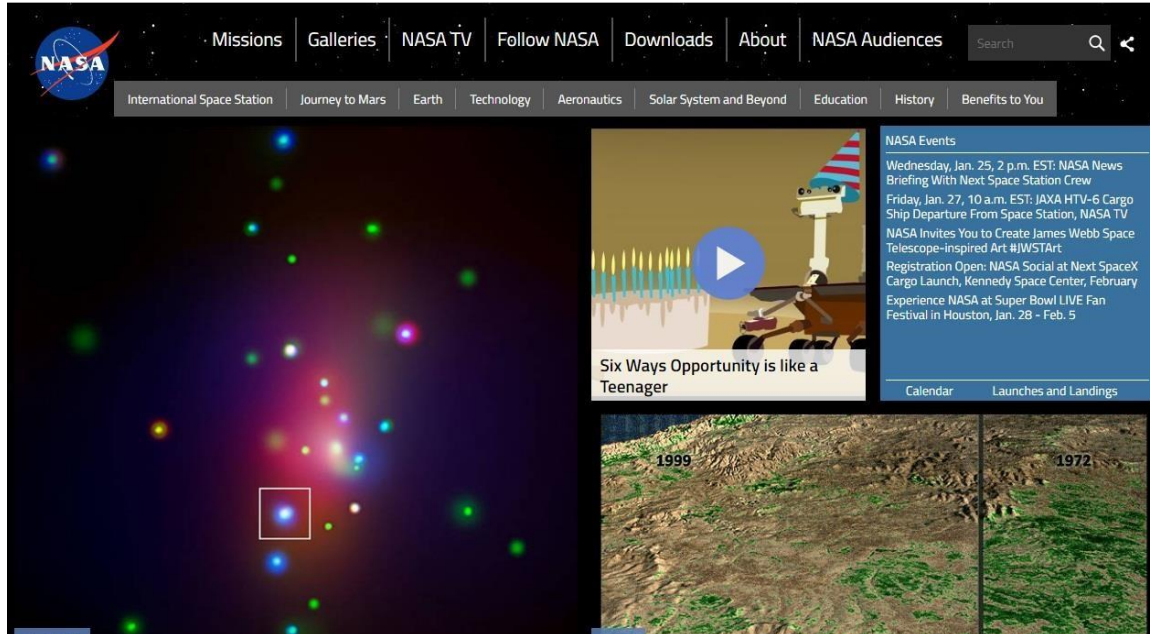 NASA
Missions
Galleries
NASA TV
Follow NASA
Downloads
About
NASA Audiences
Search
International Space Station
Journey to Mars
Earth
Technology
Aeronautics
Solar System and Beyond
Education
History
Benefits to You
Six Ways Opportunity is like a
Teenager
NASA Events
Wednesday, Jan. 25, 2 p.m. EST: NASA News
Briefing With Next Space Station Crew
Friday, Jan. 27, 10 a.m. EST: JAXA HTV-6 Cargo
Ship Departure From Space Station, NASA TV
NASA Invites You to Create James Webb Space
Telescope-inspired Art #JWSTArt
Registration Open: NASA Social at Next SpaceX
Cargo Launch, Kennedy Space Center, February
Experience NASA at Super Bowl LIVE Fan
Festival in Houston, Jan. 28 - Feb. 5
Calendar
Launches and Landings
1999
1972